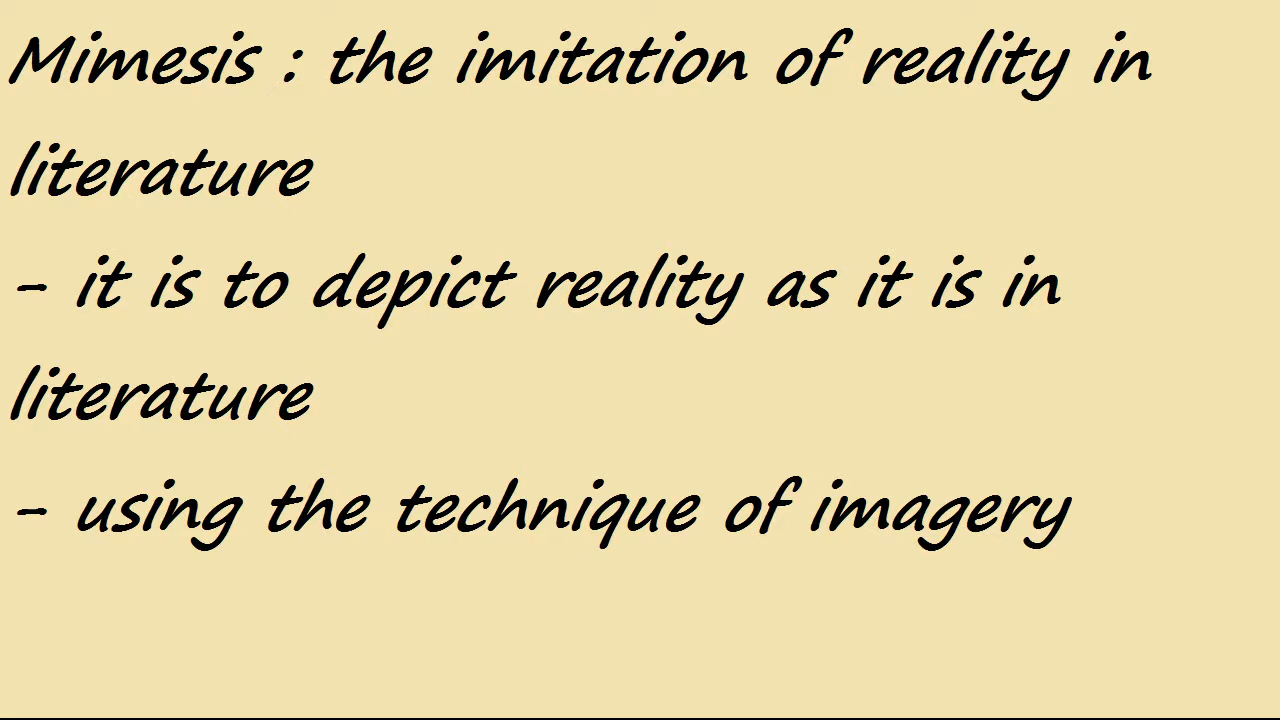 Mimesis : the imitation of reality in
literature
- it is to depict reality as it is in
literature
- using the technique of imagery